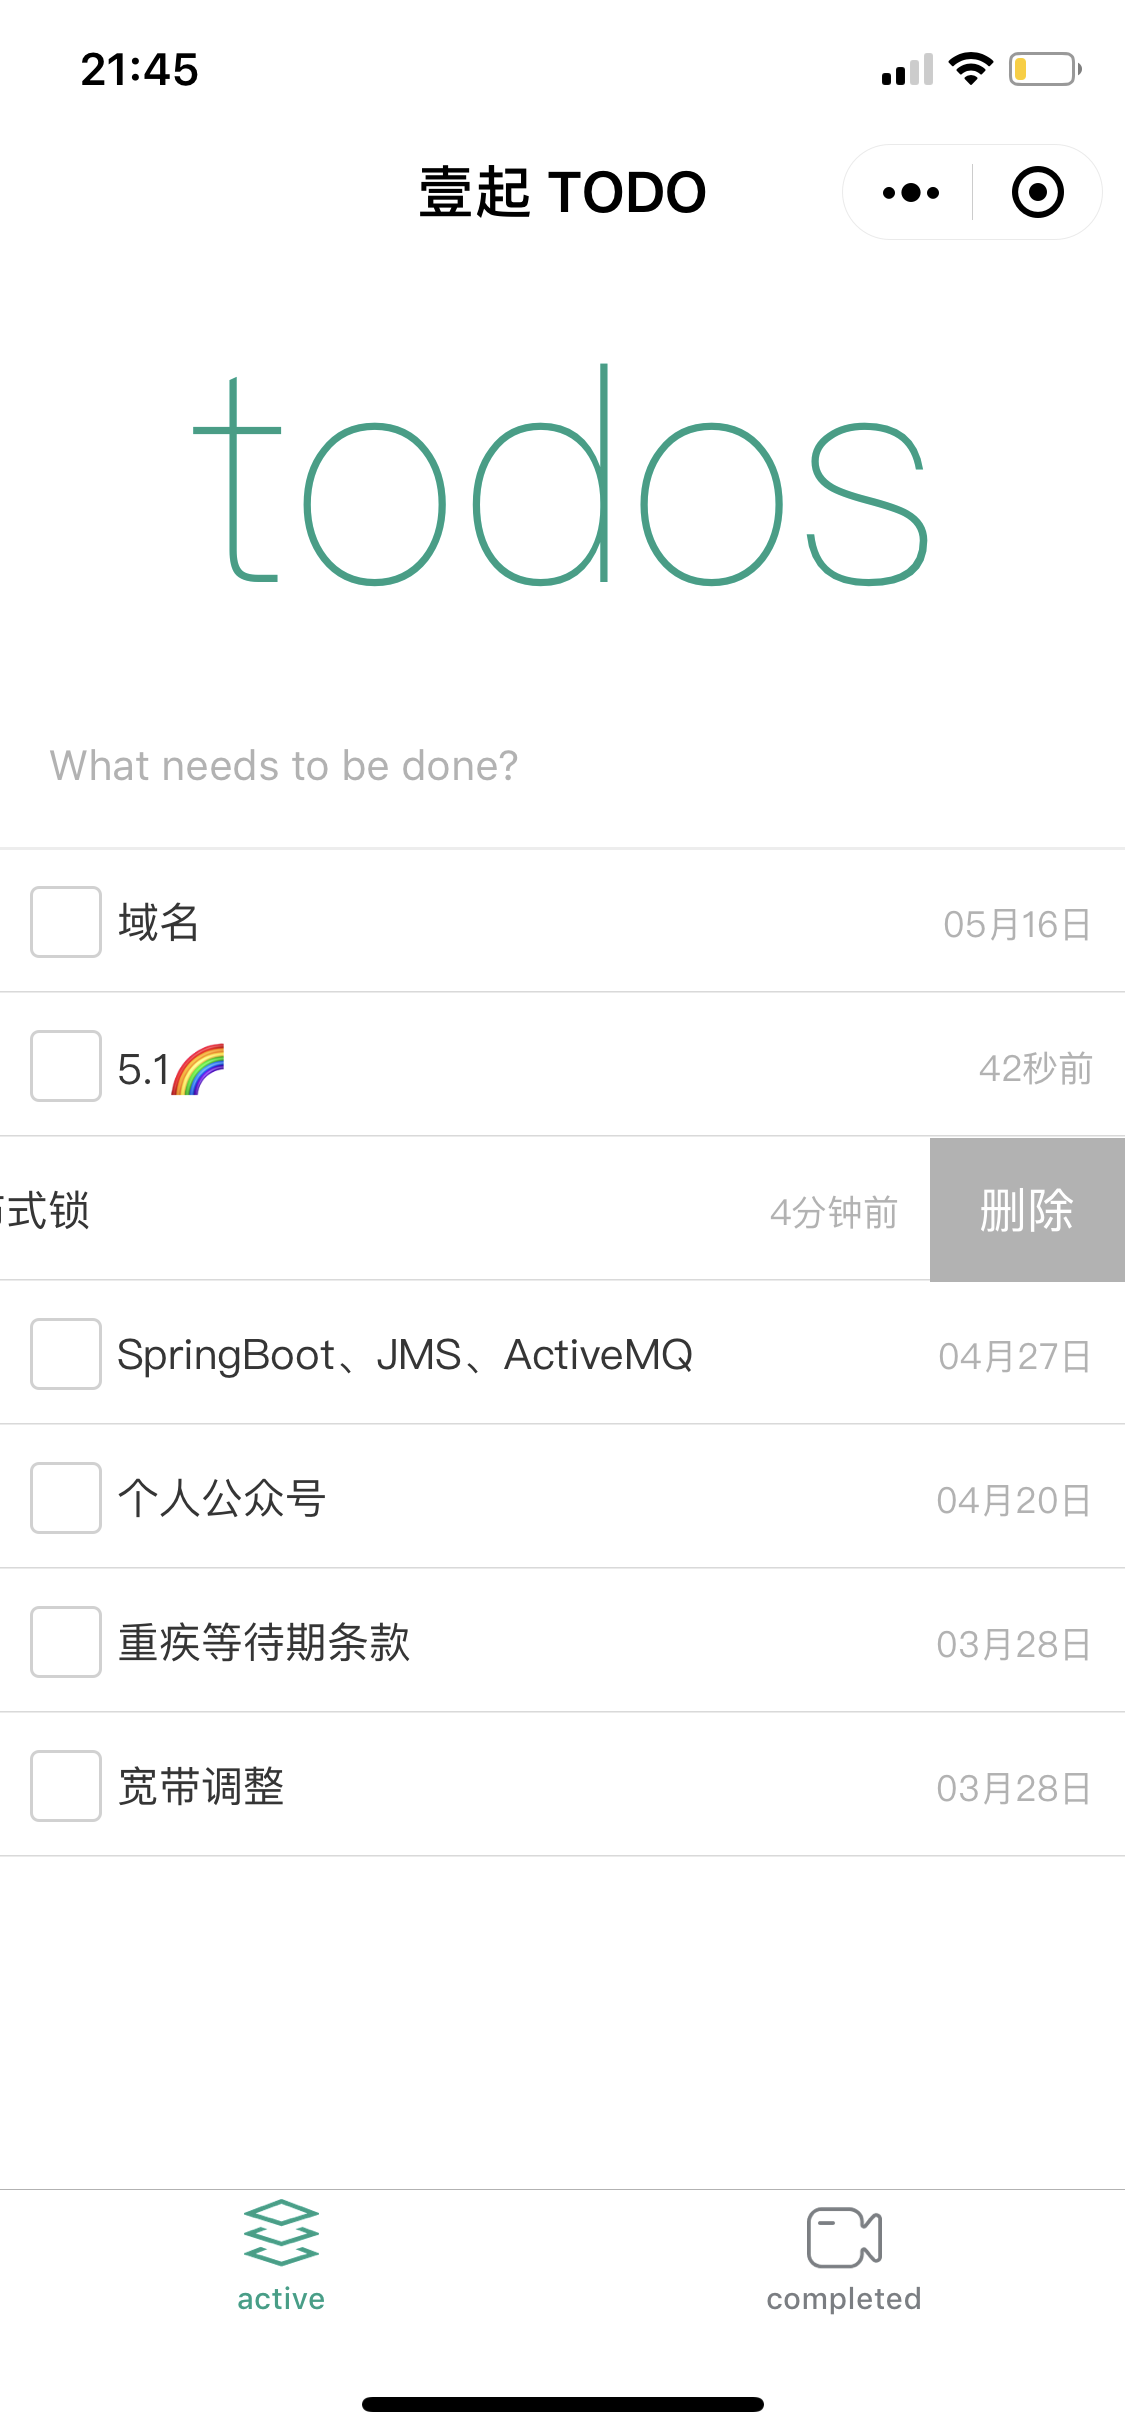 21:45
壹起 TODO
todos
What needs to be done?
域名 05月16日
5.1🌈 42秒前
式锁 4分钟前 删除
SpringBoot、JMS、ActiveMQ 04月27日
个人公众号 04月20日
重疾等待期条款 03月28日
宽带调整 03月28日
active completed